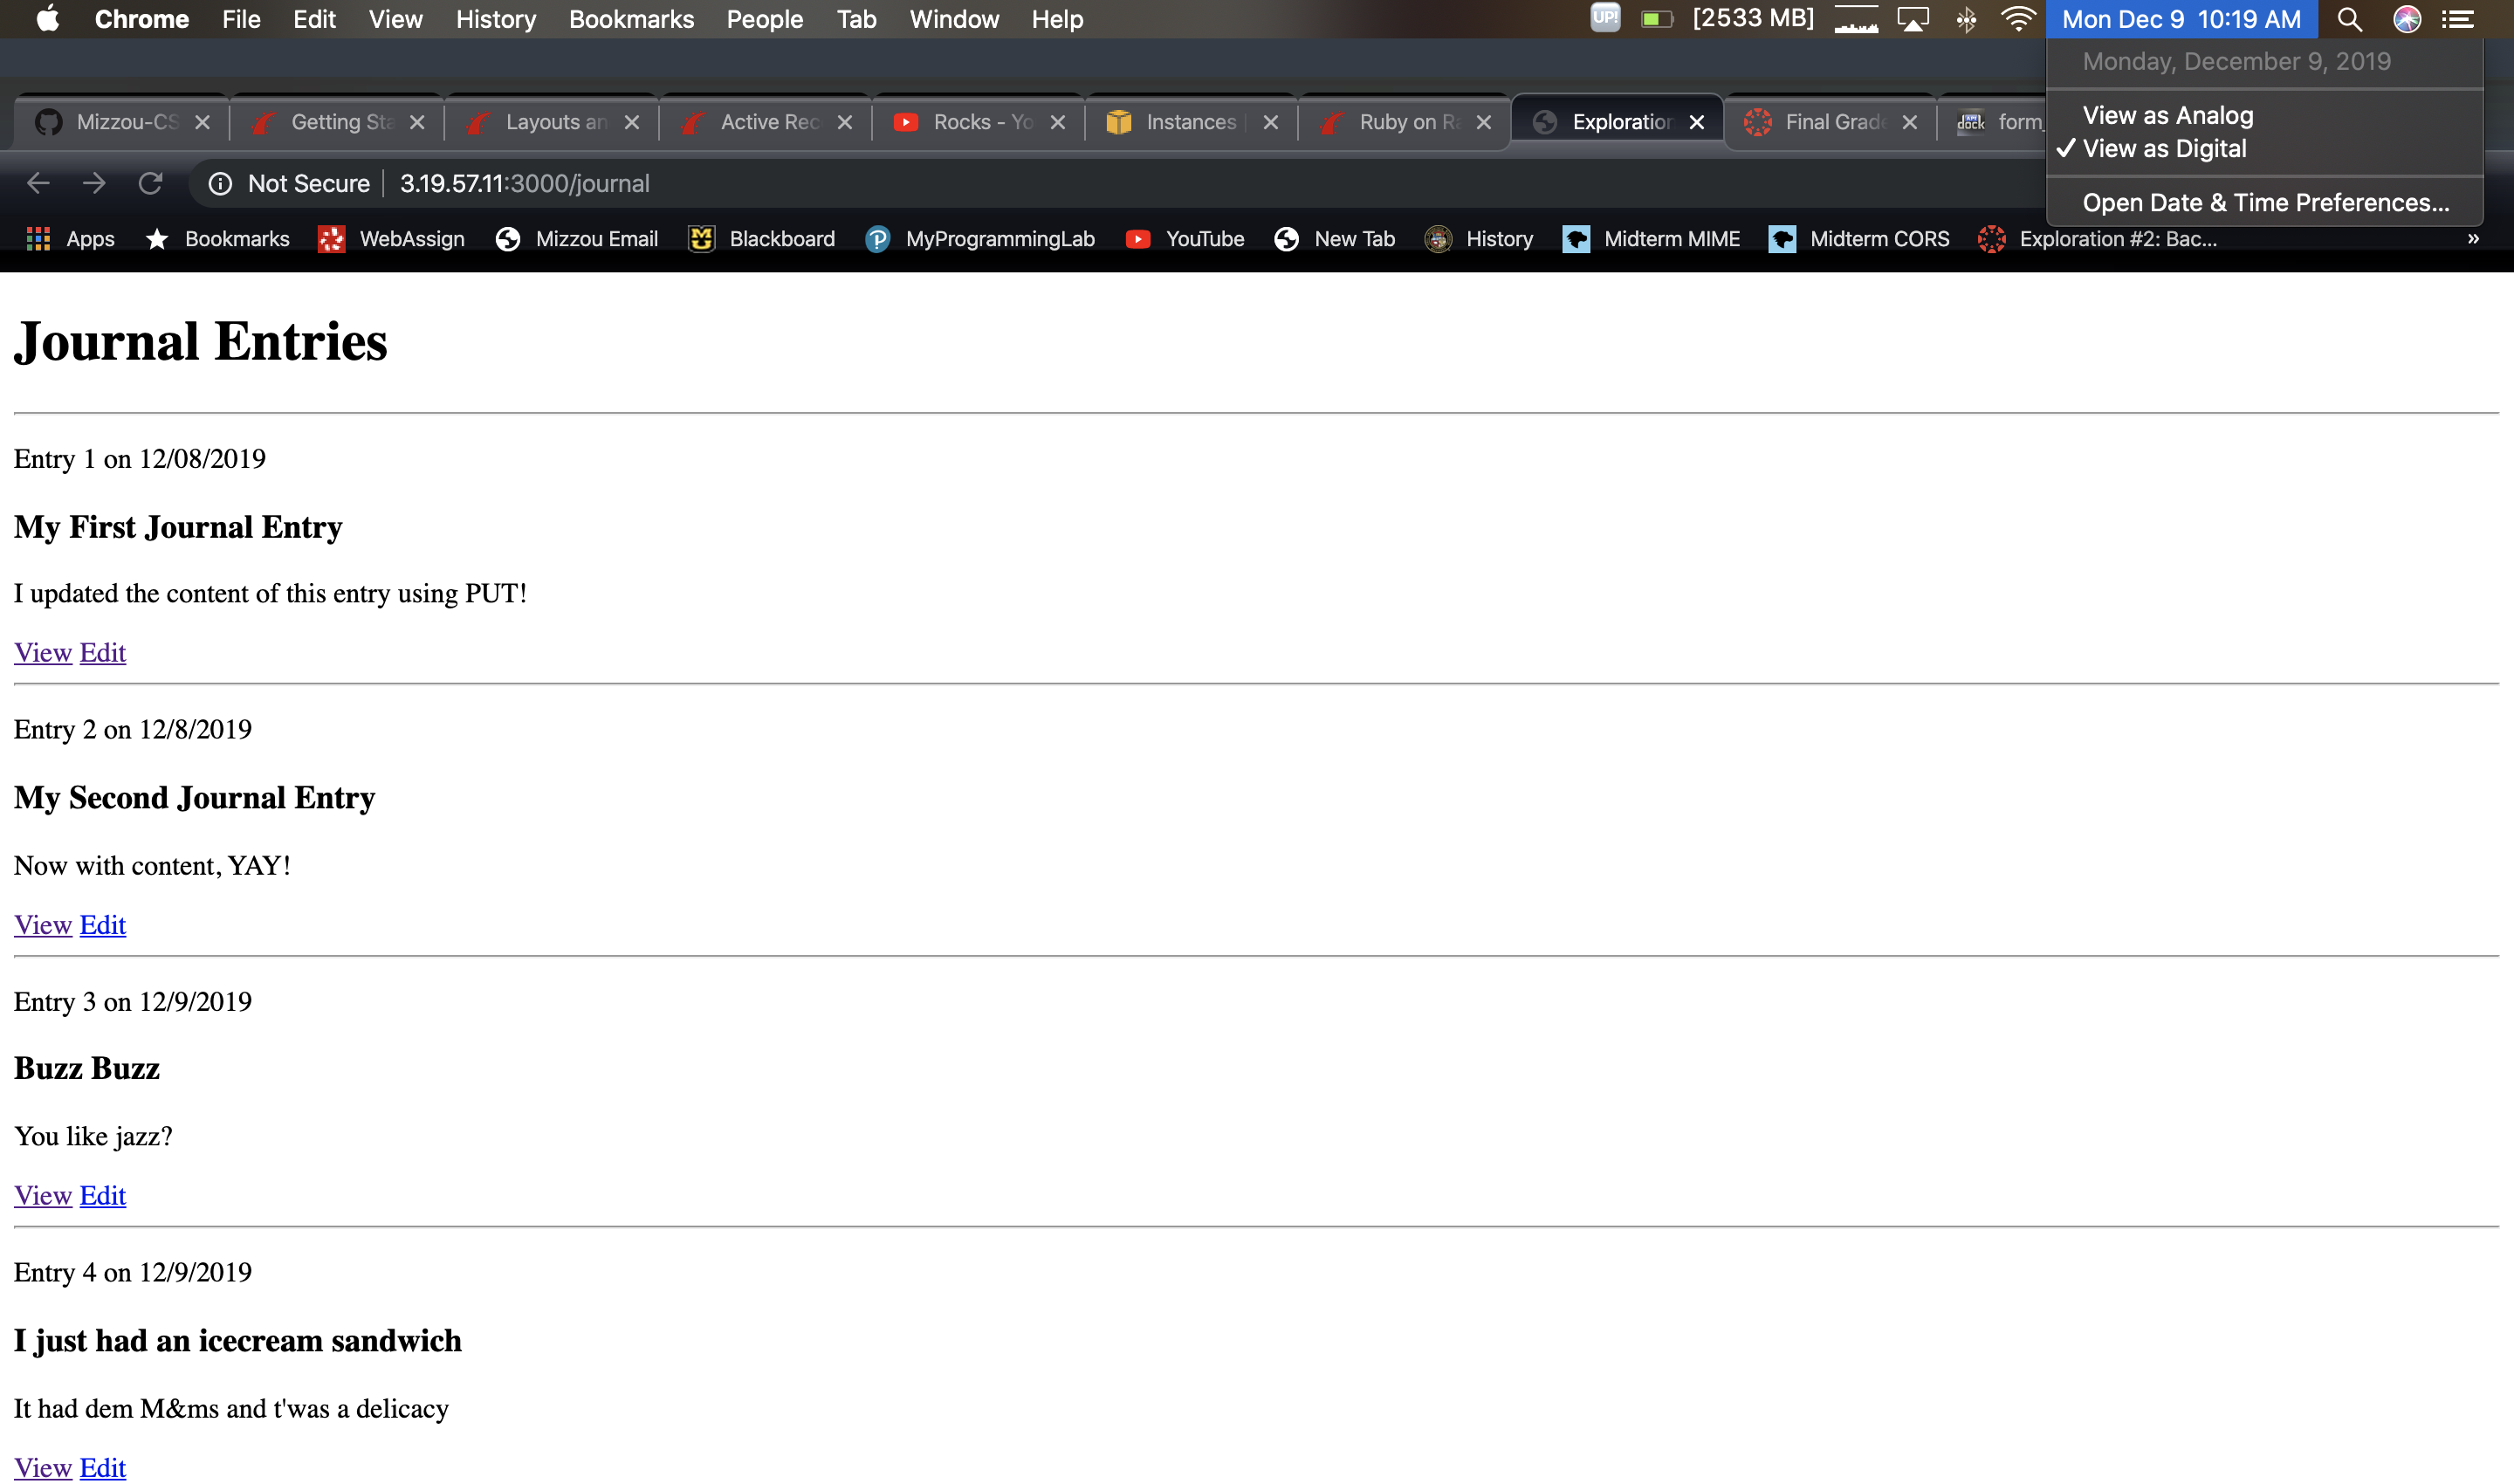 Chrome File Edit View History Bookmarks People Tab Window Help UP! [2533 MB] Mon Dec 9 10:19 AM
Monday, December 9, 2019
View as Analog
✓ View as Digital
Open Date & Time Preferences...
Mizzou-CS Getting Sta Layouts an Active Rec Rocks - Yo Instances Ruby on Ra Exploration Final Grade form_
Not Secure 3.19.57.11:3000/journal
Apps Bookmarks WebAssign Mizzou Email Blackboard MyProgrammingLab YouTube New Tab History Midterm MIME Midterm CORS Exploration #2: Bac... »
Journal Entries
Entry 1 on 12/08/2019
My First Journal Entry
I updated the content of this entry using PUT!
View Edit
Entry 2 on 12/8/2019
My Second Journal Entry
Now with content, YAY!
View Edit
Entry 3 on 12/9/2019
Buzz Buzz
You like jazz?
View Edit
Entry 4 on 12/9/2019
I just had an icecream sandwich
It had dem M&ms and t'was a delicacy
View Edit